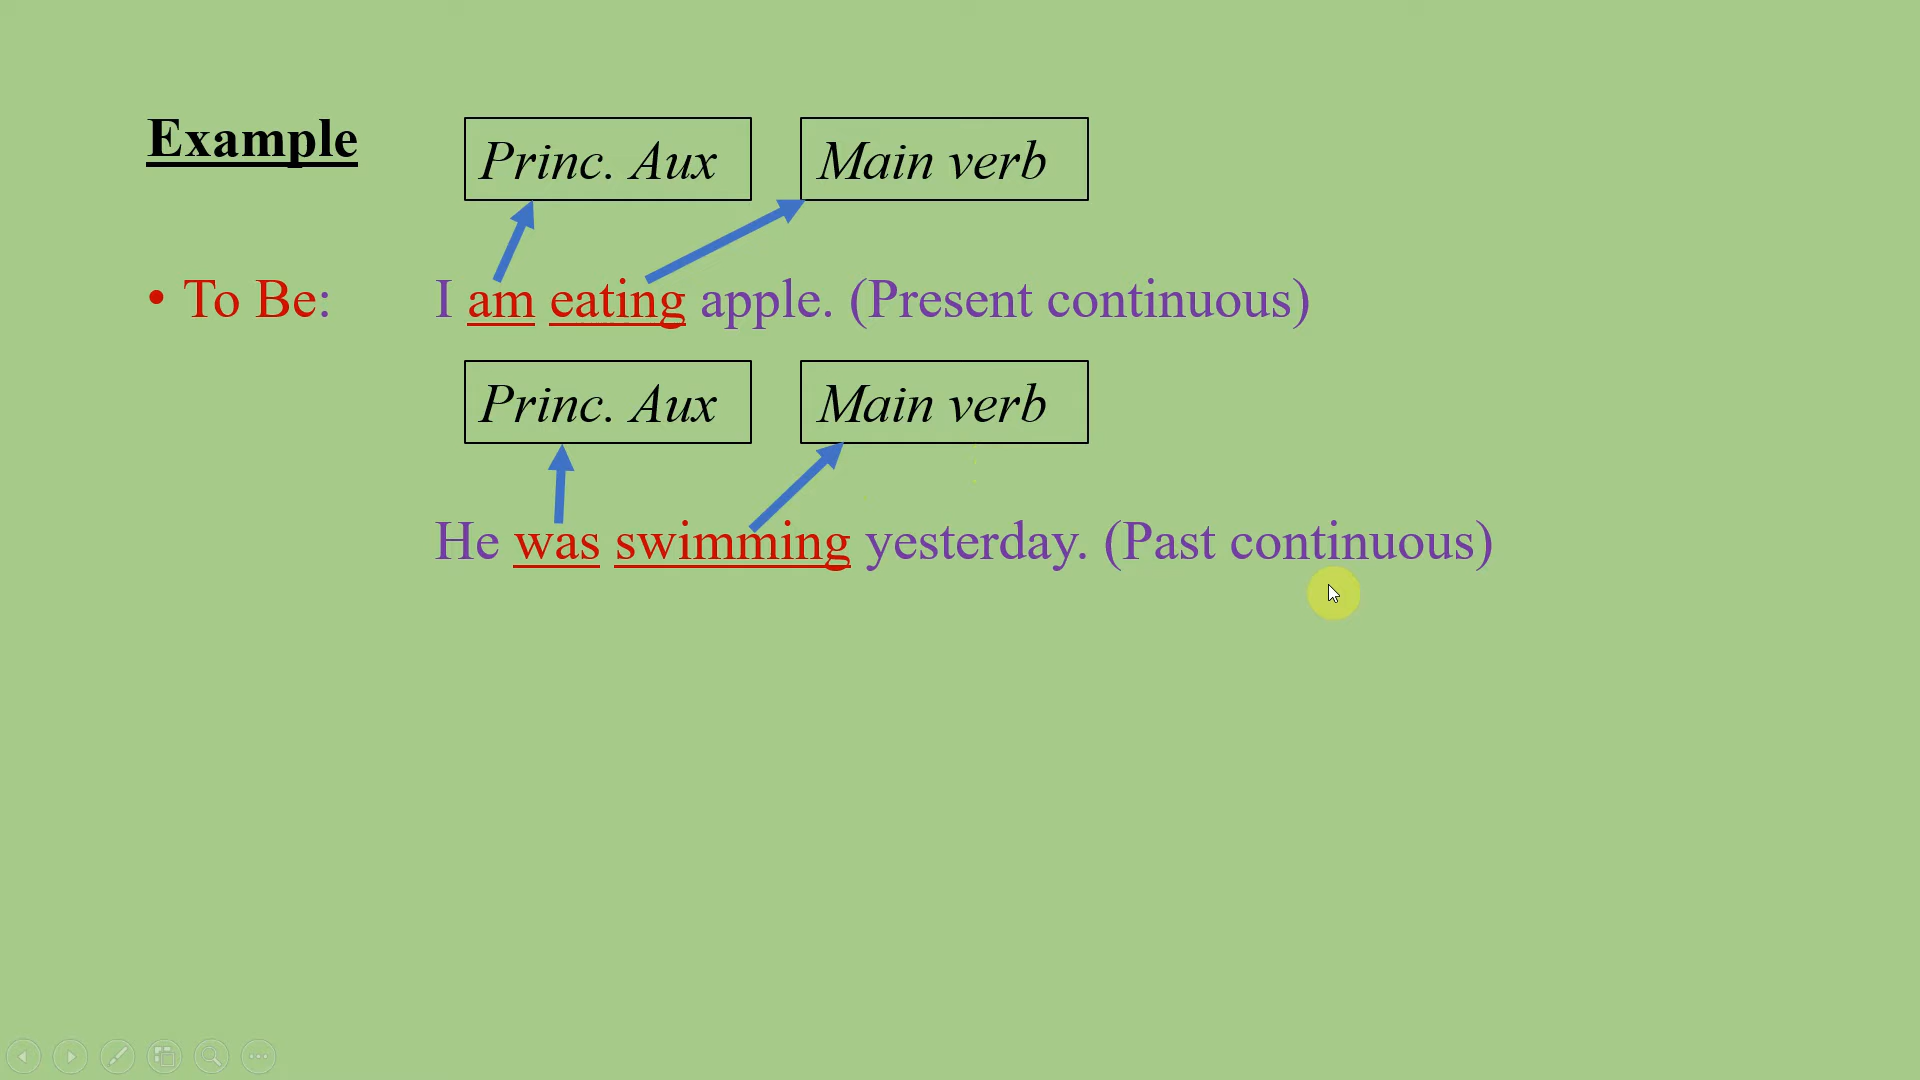 Example
Princ. Aux
Main verb
• To Be: I am eating apple. (Present continuous)
Princ. Aux
Main verb
He was swimming yesterday. (Past continuous)